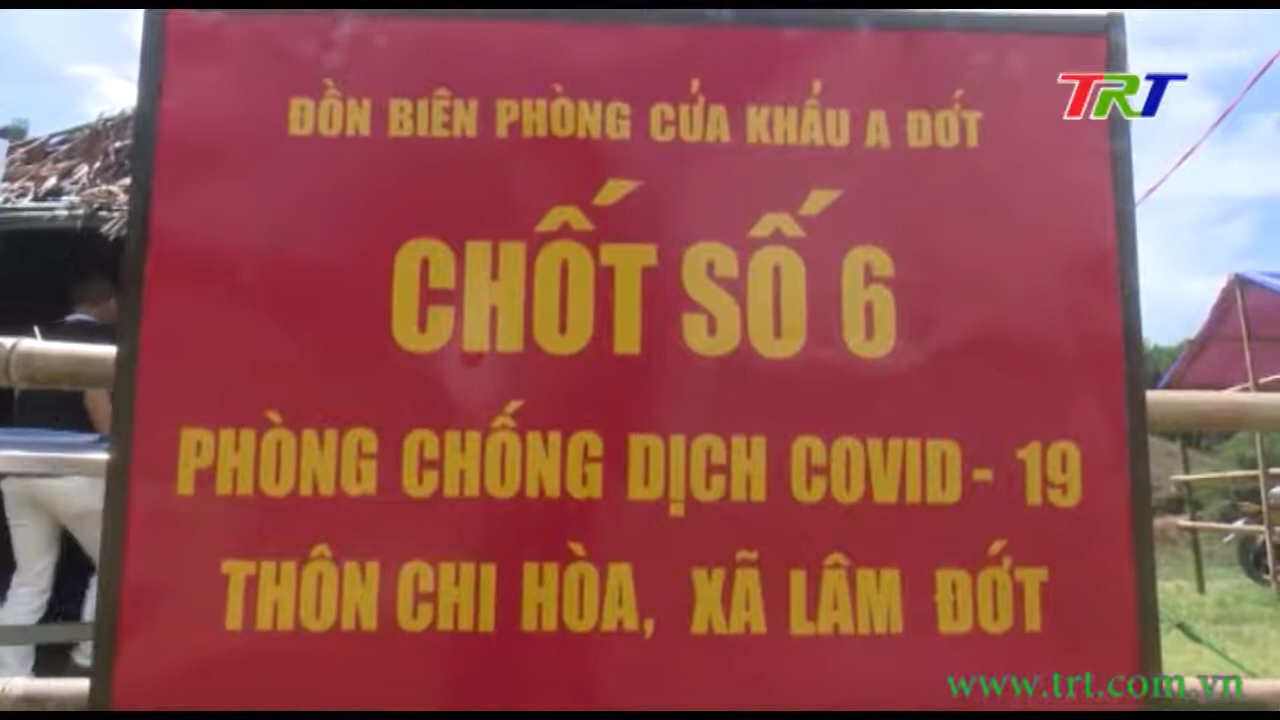 TRT
ĐỒN BIÊN PHÒNG CỬA KHẨU A ĐỚT
CHỐT SỐ 6
PHÒNG CHỐNG DỊCH COVID - 19
THÔN CHI HÒA, XÃ LÂM ĐỚT
www.trt.com.vn